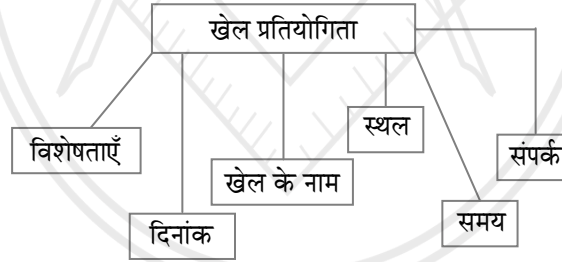 खेल प्रतियोगिता
स्थल
विशेषताएँ
संपर्क
खेल के नाम
समय
दिनांक